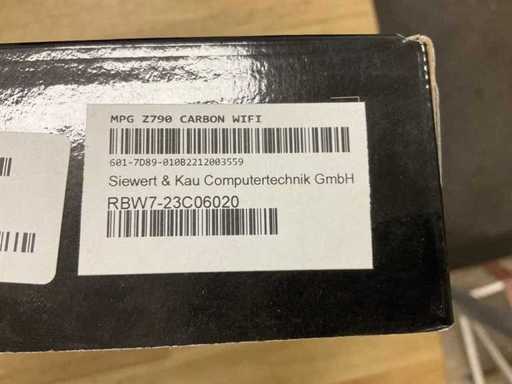 MPG Z790 CARBON WIFI
601-7D89-010B2212003559
Siewert & Kau Computertechnik GmbH
RBW7-23C06020